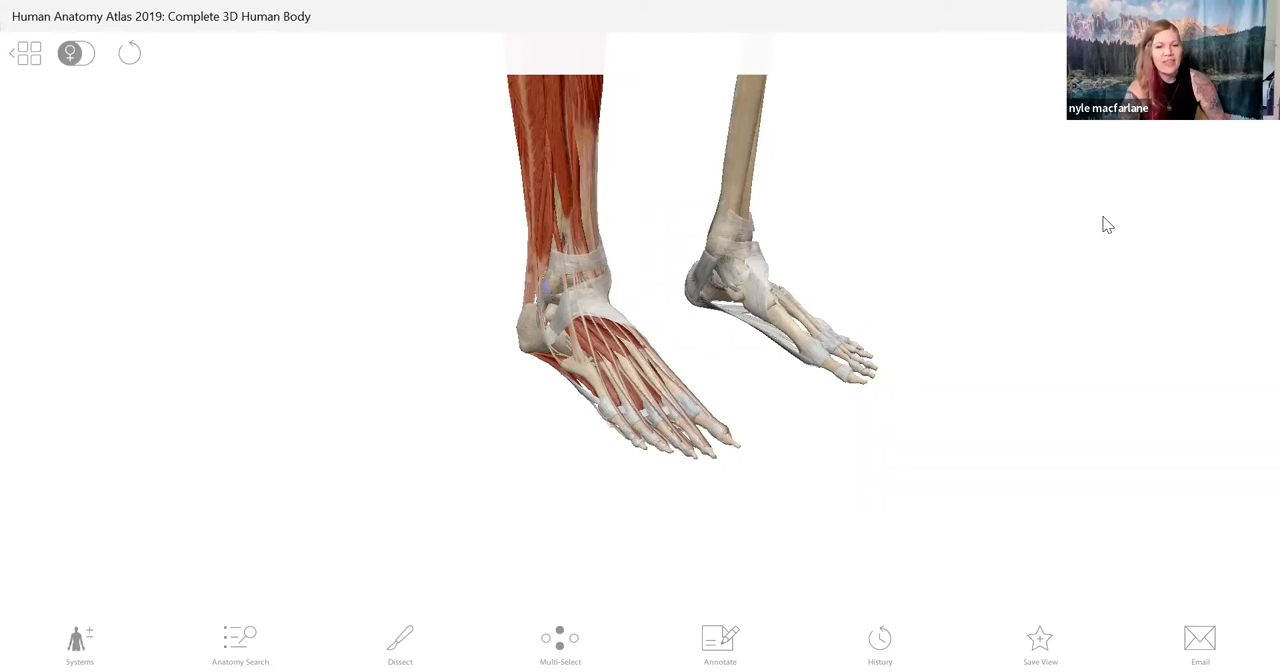 Human Anatomy Atlas 2019: Complete 3D Human Body
nyle macfarlane
Systems
Anatomy Search
Dissect
Multi-Select
Annotate
History
Save View
Email